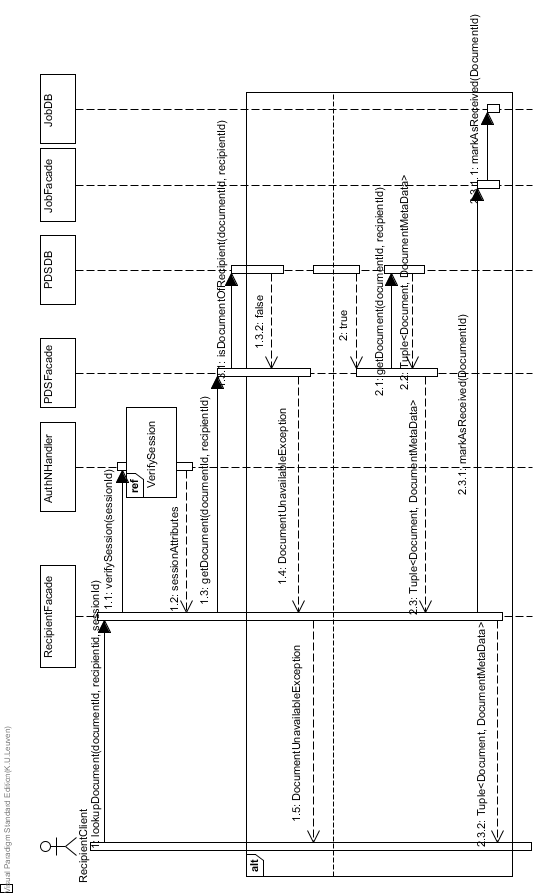 Visual Paradigm Standard Edition(K.U.Leuven)
RecipientClient
RecipientFacade
AuthNHandler
PDSFacade
PDSDB
JobFacade
JobDB
1: lookupDocument(documentId, recipientId, sessionId)
1.1: verifySession(sessionId)
ref
VerifySession
1.2: sessionAttributes
1.3: getDocument(documentId, recipientId)
1.3.1: isDocumentOfRecipient(documentId, recipientId)
alt
1.3.2: false
1.4: DocumentUnavailableException
1.5: DocumentUnavailableException
2: true
2.1: getDocument(documentId, recipientId)
2.2: Tuple<Document, DocumentMetaData>
2.3: Tuple<Document, DocumentMetaData>
2.3.1: markAsReceived(DocumentId)
2.3.1.1: markAsReceived(DocumentId)
2.3.2: Tuple<Document, DocumentMetaData>